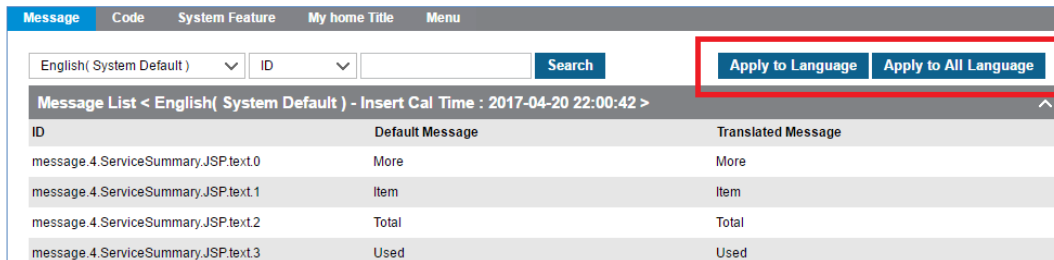 Message Code System Feature My home Title Menu
English( System Default ) ID Search Apply to Language Apply to All Language
Message List < English( System Default ) - Insert Cal Time : 2017-04-20 22:00:42 >
ID Default Message Translated Message
message.4.ServiceSummary.JSP.text.0 More More
message.4.ServiceSummary.JSP.text.1 Item Item
message.4.ServiceSummary.JSP.text.2 Total Total
message.4.ServiceSummary.JSP.text.3 Used Used